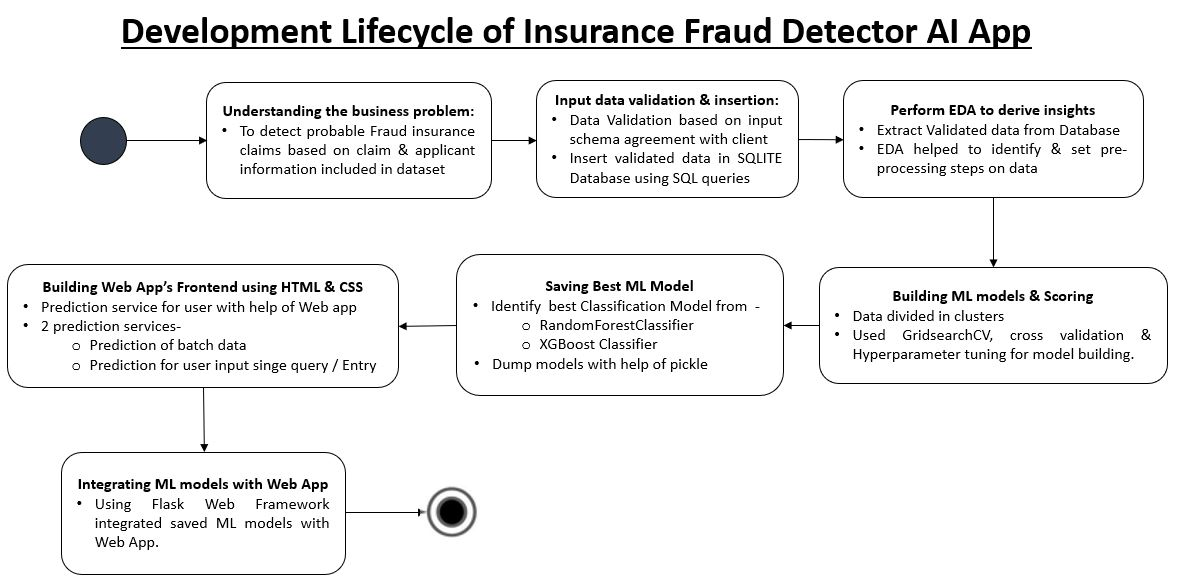 Development Lifecycle of Insurance Fraud Detector AI App
Understanding the business problem:
• To detect probable Fraud insurance
claims based on claim & applicant
information included in dataset
Input data validation & insertion:
• Data Validation based on input
schema agreement with client
• Insert validated data in SQLITE
Database using SQL queries
Perform EDA to derive insights
• Extract Validated data from Database
• EDA helped to identify & set pre-
processing steps on data
Building ML models & Scoring
• Data divided in clusters
• Used GridsearchCV, cross validation &
Hyperparameter tuning for model building.
Saving Best ML Model
• Identify best Classification Model from -
o RandomForestClassifier
o XGBoost Classifier
• Dump models with help of pickle
Building Web App's Frontend using HTML & CSS
• Prediction service for user with help of Web app
• 2 prediction services-
o Prediction of batch data
o Prediction for user input singe query / Entry
Integrating ML models with Web App
• Using Flask Web Framework
integrated saved ML models with
Web App.